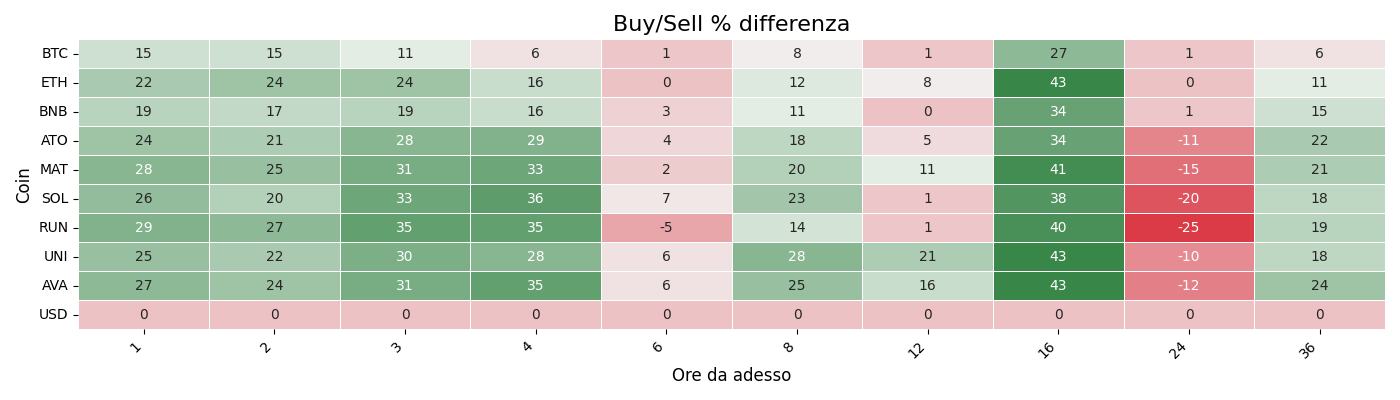 Buy/Sell % differenza
Coin
BTC 15 15 11 6 1 8 1 27 1 6
ETH 22 24 24 16 0 12 8 43 0 11
BNB 19 17 19 16 3 11 0 34 1 15
ATO 24 21 28 29 4 18 5 34 -11 22
MAT 28 25 31 33 2 20 11 41 -15 21
SOL 26 20 33 36 7 23 1 38 -20 18
RUN 29 27 35 35 -5 14 1 40 -25 19
UNI 25 22 30 28 6 28 21 43 -10 18
AVA 27 24 31 35 6 25 16 43 -12 24
USD 0 0 0 0 0 0 0 0 0 0
1 2 3 4 6 8 12 16 24 36
Ore da adesso